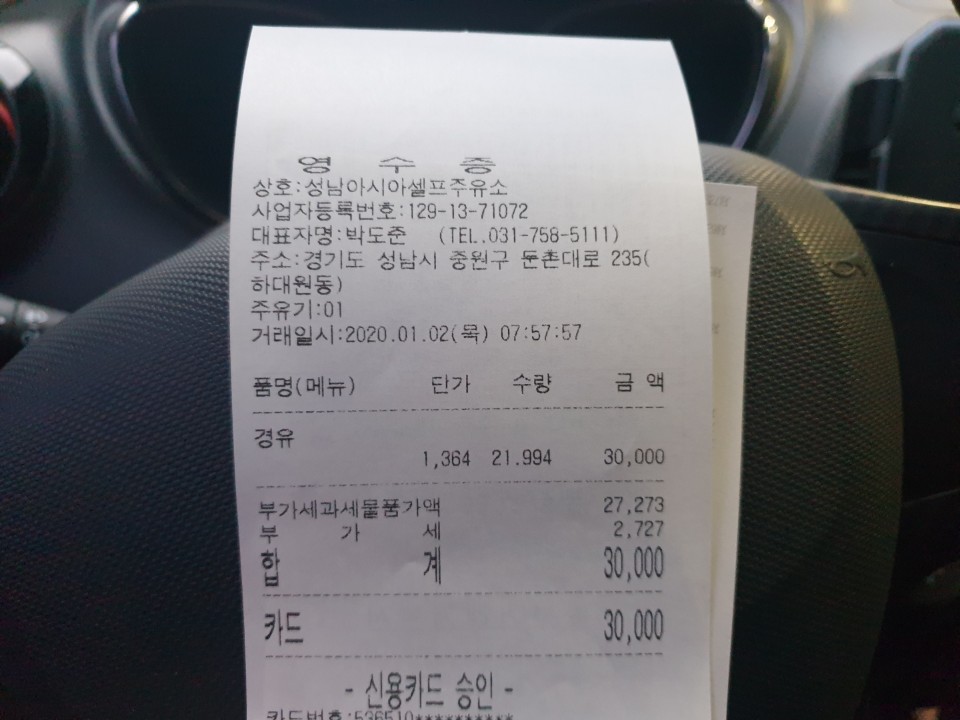 영 수 증
상호:성남아시아셀프주유소
사업자등록번호:129-13-71072
대표자명:박도준 (TEL.031-758-5111)
주소:경기도 성남시 중원구 둔촌대로 235(
하대원동)
주유기:01
거래일시:2020.01.02(목) 07:57:57
품명(메뉴) 단가 수량 금 액
경유
1,364 21.994 30,000
부가세과세물품가액 27,273
부 가 세 2,727
합 계 30,000
카드 30,000
- 신용카드 승인 -
카드번호:536510**********